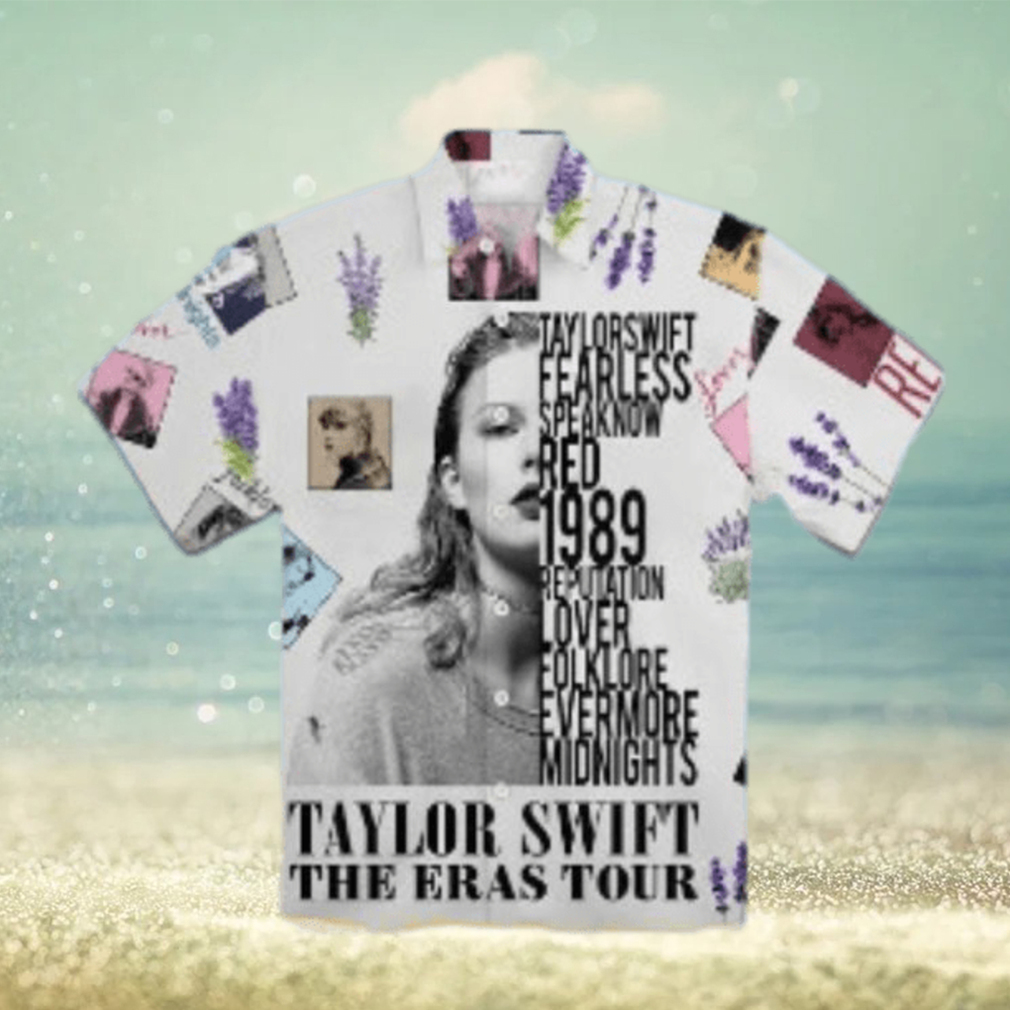 RE
TAYLORSWIFT
FEARLESS
SPEAKNOW
RED
1989
REPUTATION
LOVER
FOLKLORE
EVERMORE
MIDNIGHTS
TAYLOR SWIFT
THE ERAS TOUR